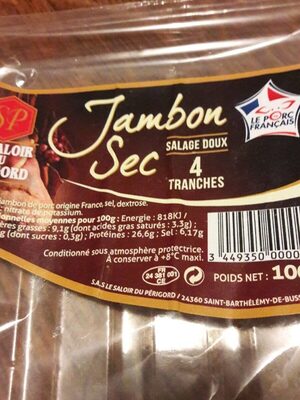 SP
SALOIR
DU
Jambon
Sec
SALAGE DOUX
4
TRANCHES
LE PORC
FRANÇAIS
Jambon de porc origine France, sel, dextrose.
nitrate de potassium.
moyennes pour 100g : Energie : 818KJ /
grasses : 9,1g (dont acides gras saturés : 3,3g) ;
(dont sucres : 0,3g) ; Protéines : 26,6g ; Sel : 6,17g
Conditionné sous atmosphère protectrice.
A conserver à +8°C maxi.
FR
24 381 001
CE
3 449350 0000
POIDS NET : 100
S.A.S LE SALOIR DU PÉRIGORD / 24360 SAINT-BARTHÉLÉMY-DE-BUSS